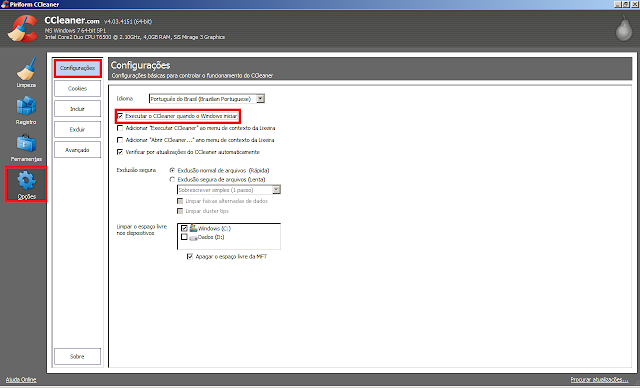 Piriform CCleaner
CCleaner.com v4.03.4151 (64-bit)
MS Windows 7 64-bit SP1
Intel Core2 Duo CPU T6500 @ 2.10GHz, 4,0GB RAM, SiS Mirage 3 Graphics
Limpeza
Registro
Ferramentas
Opções
Configurações
Cookies
Incluir
Excluir
Avançado
Sobre
Configurações
Configurações básicas para controlar o funcionamento do CCleaner
Idioma
Português do Brasil (Brazilian Portuguese)
Executar o CCleaner quando o Windows iniciar
Adicionar "Executar CCleaner" ao menu de contexto da Lixeira
Adicionar "Abrir CCleaner..." ano menu de contexto da Lixeira
Verificar por atualizações do CCleaner automaticamente
Exclusão segura
Exclusão normal de arquivos (Rápida)
Exclusão segura de arquivos (Lenta)
Sobrescrever simples (1 passo)
Limpar faixas alternadas de dados
Limpar cluster tips
Limpar o espaço livre
nos dispositivos
Windows (C:)
Dados (D:)
Apagar o espaço livre da MFT
Ajuda Online
Procurar atualizações...